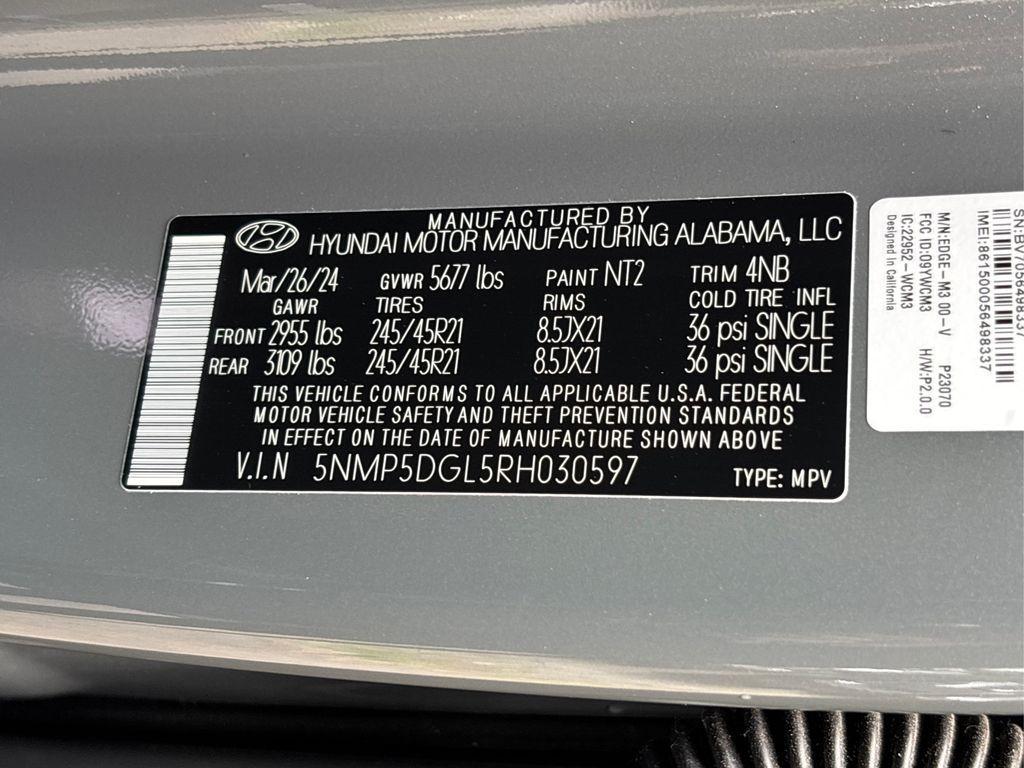 MANUFACTURED BY
HYUNDAI MOTOR MANUFACTURING ALABAMA, LLC
Mar/26/24 GVWR 5677 lbs PAINT NT2 TRIM 4NB
GAWR TIRES RIMS COLD TIRE INFL
FRONT 2955 lbs 245/45R21 8.5JX21 36 psi SINGLE
REAR 3109 lbs 245/45R21 8.5JX21 36 psi SINGLE
THIS VEHICLE CONFORMS TO ALL APPLICABLE U.S.A. FEDERAL
MOTOR VEHICLE SAFETY AND THEFT PREVENTION STANDARDS
IN EFFECT ON THE DATE OF MANUFACTURE SHOWN ABOVE
V.I.N 5NMP5DGL5RH030597 TYPE: MPV
SN:BV77056498337
IMEI:861500056498337
M/N:EDGE-M3 00-V P23070
FCC ID:O9YWCM3 H/W:P2.0.0
IC:22952-WCM3
Designed in California